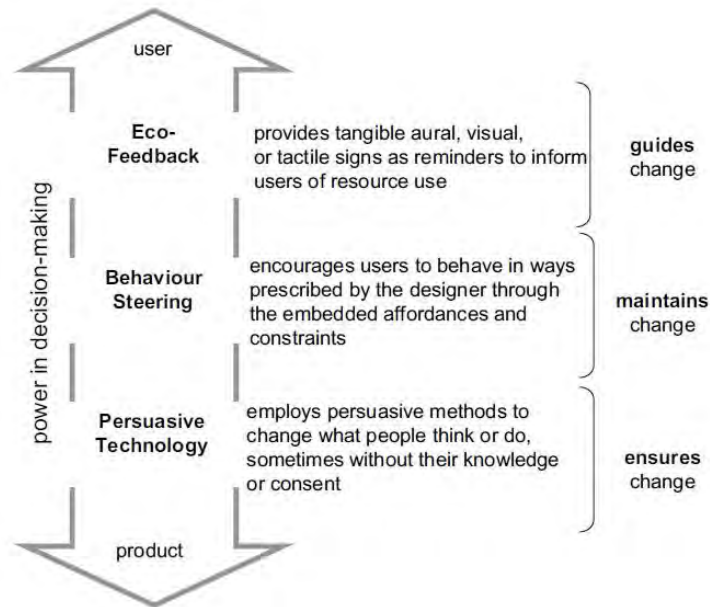 user
power in decision-making
Eco-
Feedback
provides tangible aural, visual,
or tactile signs as reminders to inform
users of resource use
guides
change
Behaviour
Steering
encourages users to behave in ways
prescribed by the designer through
the embedded affordances and
constraints
maintains
change
Persuasive
Technology
employs persuasive methods to
change what people think or do,
sometimes without their knowledge
or consent
ensures
change
product